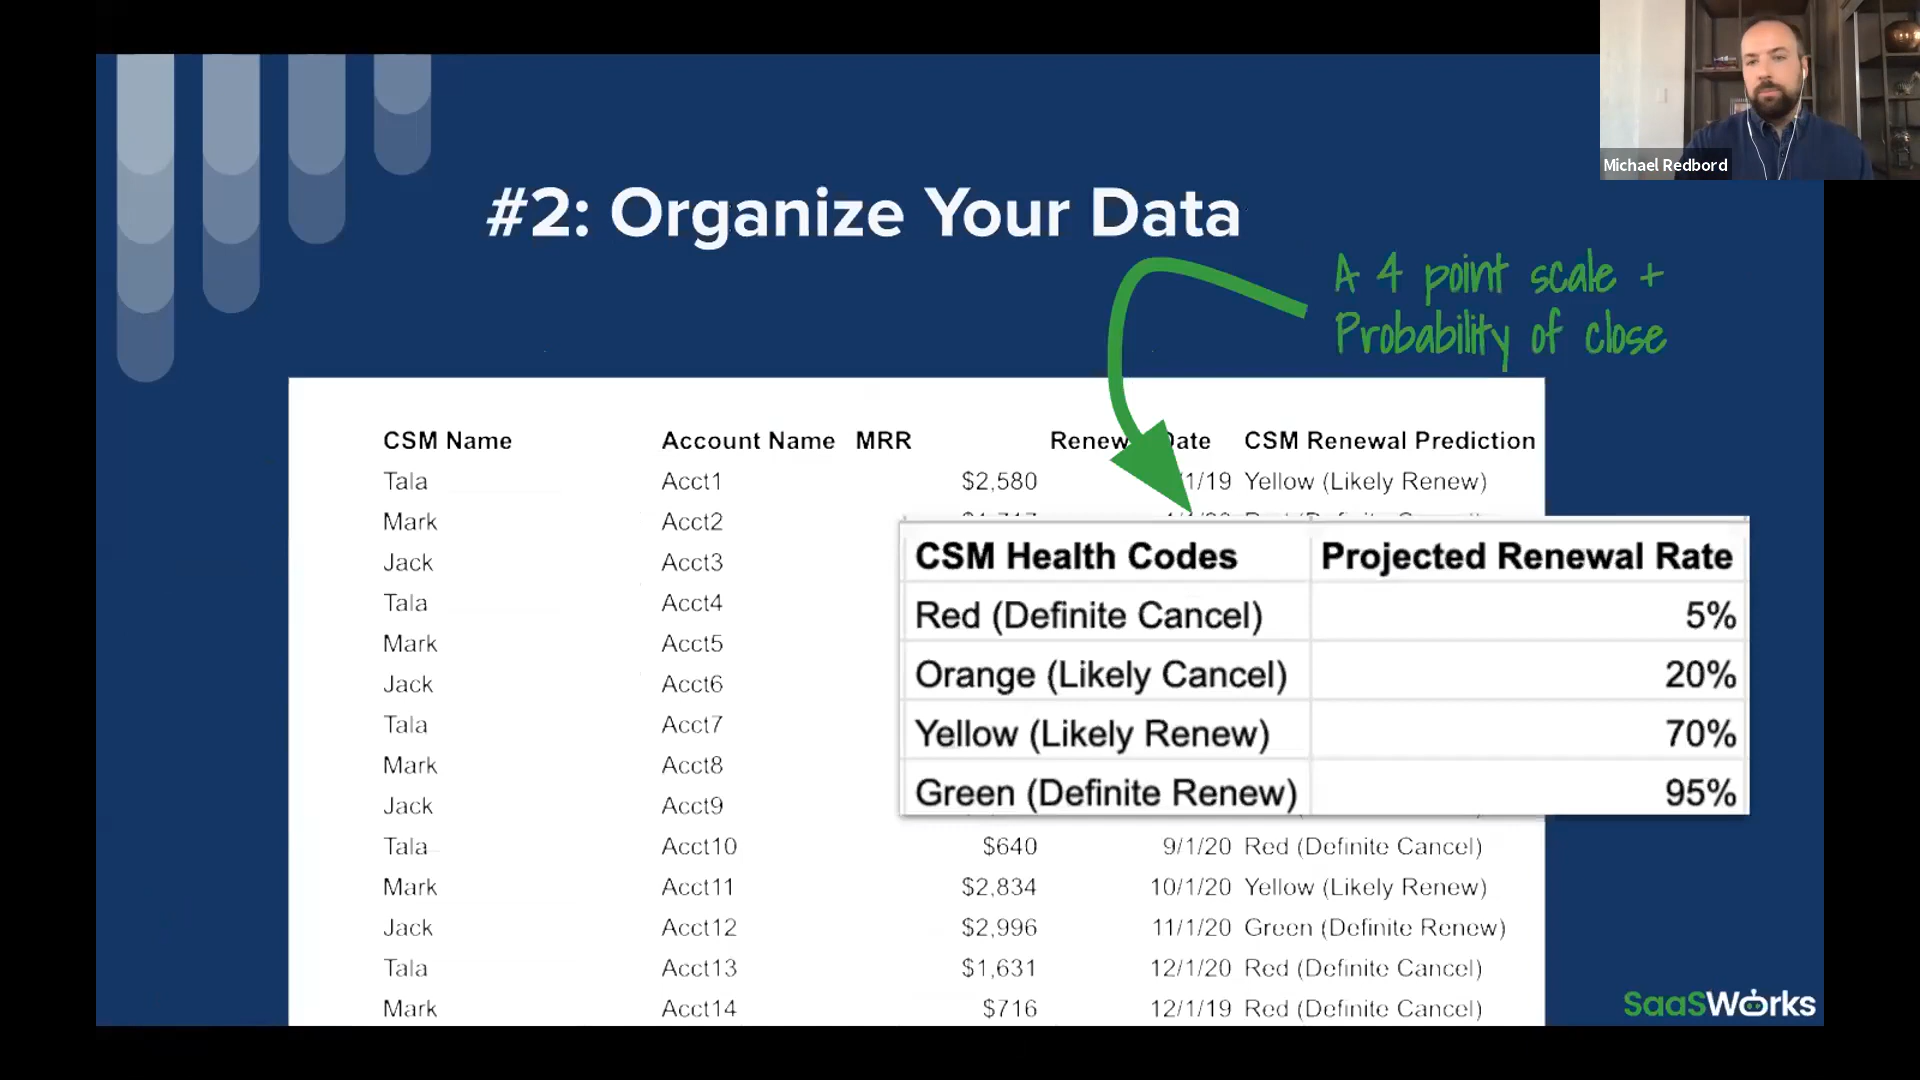 Michael Redbord
#2: Organize Your Data
A 4 point scale +
Probability of close
CSM Name Account Name MRR Date CSM Renewal Prediction
Tala Acct1 $2,580 Yellow (Likely Renew)
Mark Acct2
Jack Acct3
Tala Acct4
Mark Acct5
Jack Acct6
Tala Acct7
Mark Acct8
Jack Acct9
CSM Health Codes Projected Renewal Rate
Red (Definite Cancel) 5%
Orange (Likely Cancel) 20%
Yellow (Likely Renew) 70%
Green (Definite Renew) 95%
Tala Acct10 $640 9/1/20 Red (Definite Cancel)
Mark Acct11 $2,834 10/1/20 Yellow (Likely Renew)
Jack Acct12 $2,996 11/1/20 Green (Definite Renew)
Tala Acct13 $1,631 12/1/20 Red (Definite Cancel)
Mark Acct14 $716 12/1/19 Red (Definite Cancel)
SaaSWorks